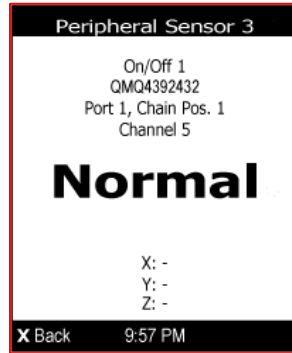 Peripheral Sensor 3
On/Off 1
QMQ4392432
Port 1, Chain Pos. 1
Channel 5
Normal
X: -
Y: -
Z: -
X Back 9:57 PM